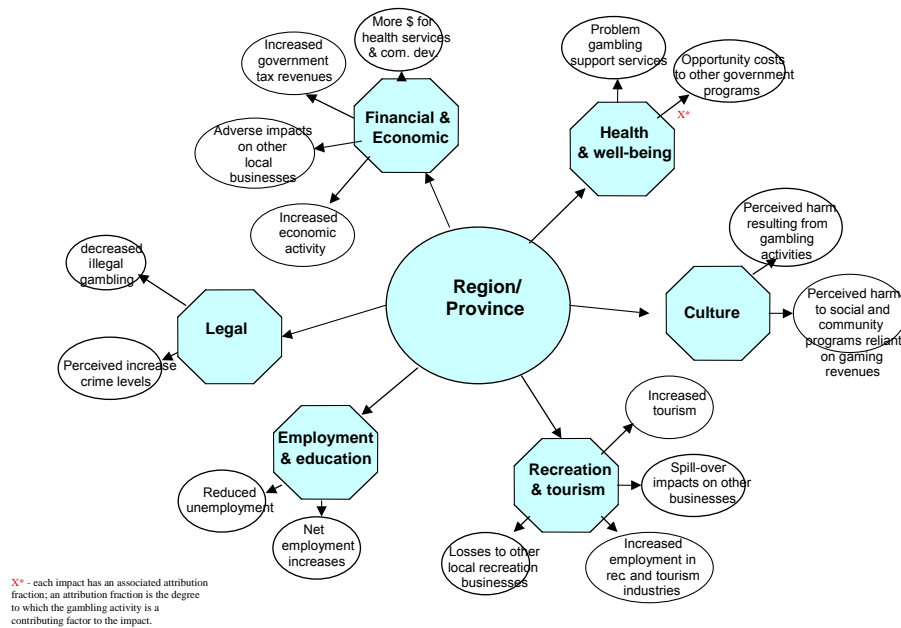 More $ for
health services
& com. dev.
Increased
government
tax revenues
Financial &
Economic
Adverse impacts
on other
local
businesses
Increased
economic
activity
Problem
gambling
support services
Opportunity costs
to other government
programs
X*
Health
& well-being
Perceived harm
resulting from
gambling
activities
Culture
Perceived harm
to social and
community
programs reliant
on gaming
revenues
Region/
Province
decreased
illegal
gambling
Legal
Perceived increase
crime levels
Employment
& education
Reduced
unemployment
Net
employment
increases
Increased
tourism
Recreation
& tourism
Spill-over
impacts on other
businesses
Losses to other
local recreation
businesses
Increased
employment in
rec. and tourism
industries
X* - each impact has an associated attribution
fraction; an attribution fraction is the degree
to which the gambling activity is a
contributing factor to the impact.